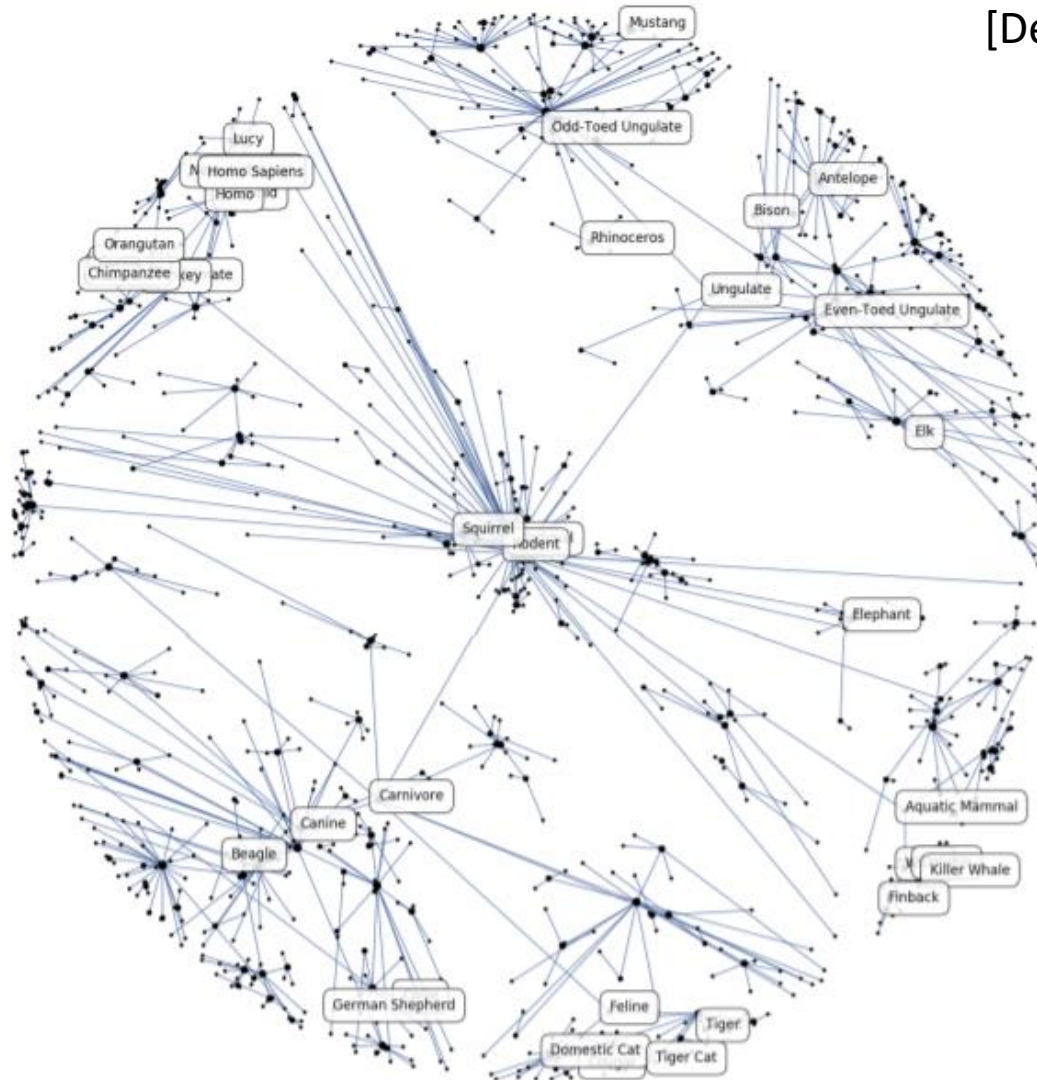 [De
Mustang
Odd-Toed Ungulate
Lucy
Homo Sapiens
Homo
Antelope
Bison
Rhinoceros
Orangutan
Chimpanzee
Ungulate
Even-Toed Ungulate
Elk
Squirrel
Rodent
Elephant
Carnivore
Aquatic Mammal
Canine
Beagle
Killer Whale
Finback
German Shepherd
Feline
Tiger
Domestic Cat
Tiger Cat